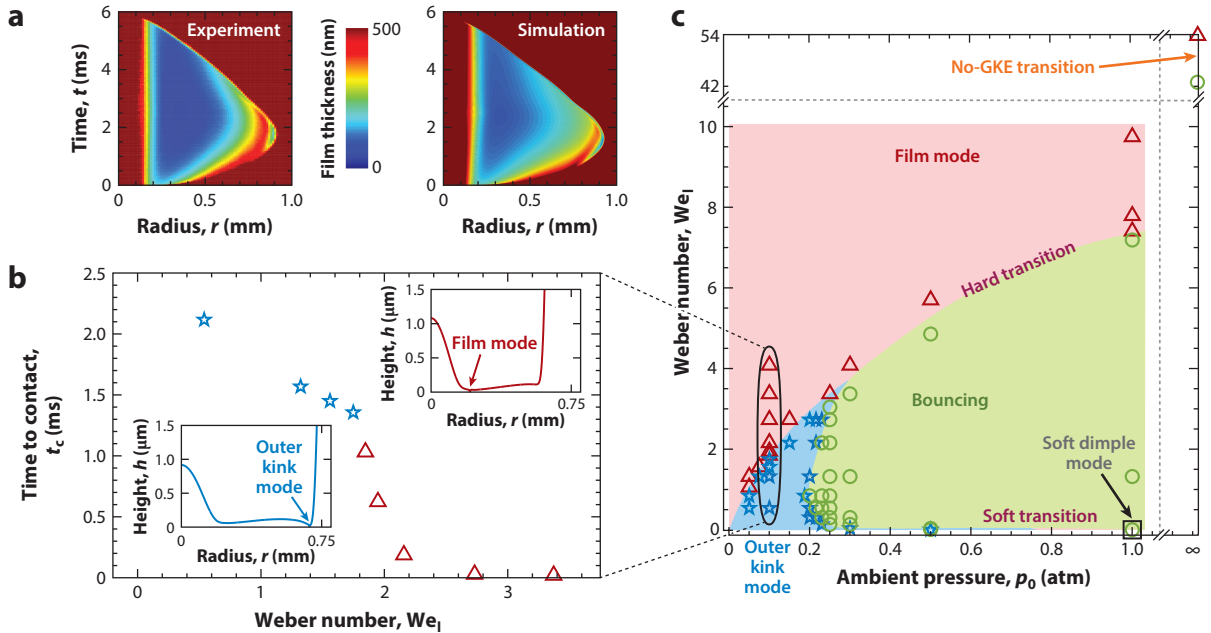 a
6
4
2
0
Time, t (ms)
Experiment
0
0.5
1.0
Radius, r (mm)
500
0
Film thickness (nm)
6
4
2
0
Simulation
0
0.5
1.0
Radius, r (mm)
b
2.5
2.0
1.5
1.0
0.5
0
Time to contact,
tc (ms)
0
1
2
3
Weber number, Wel
1.5
1.0
0.5
0
Height, h (μm)
Film mode
0
0.75
Radius, r (mm)
1.5
1.0
0.5
0
Height, h (μm)
Outer
kink
mode
0
0.75
Radius, r (mm)
c
54
42
10
8
6
4
2
0
Weber number, Wel
No-GKE transition
Film mode
Hard transition
Bouncing
Soft dimple
mode
Soft transition
0
0.2
0.4
0.6
0.8
1.0
∞
Outer
kink
mode
Ambient pressure, p0 (atm)